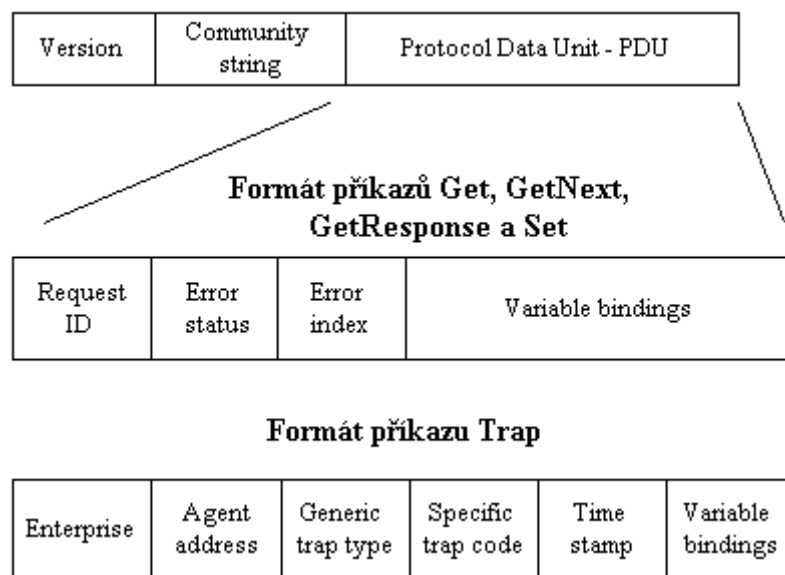 Version
Community
string
Protocol Data Unit - PDU
Formát příkazů Get, GetNext,
GetResponse a Set
Request
ID
Error
status
Error
index
Variable bindings
Formát příkazu Trap
Enterprise
Agent
address
Generic
trap type
Specific
trap code
Time
stamp
Variable
bindings